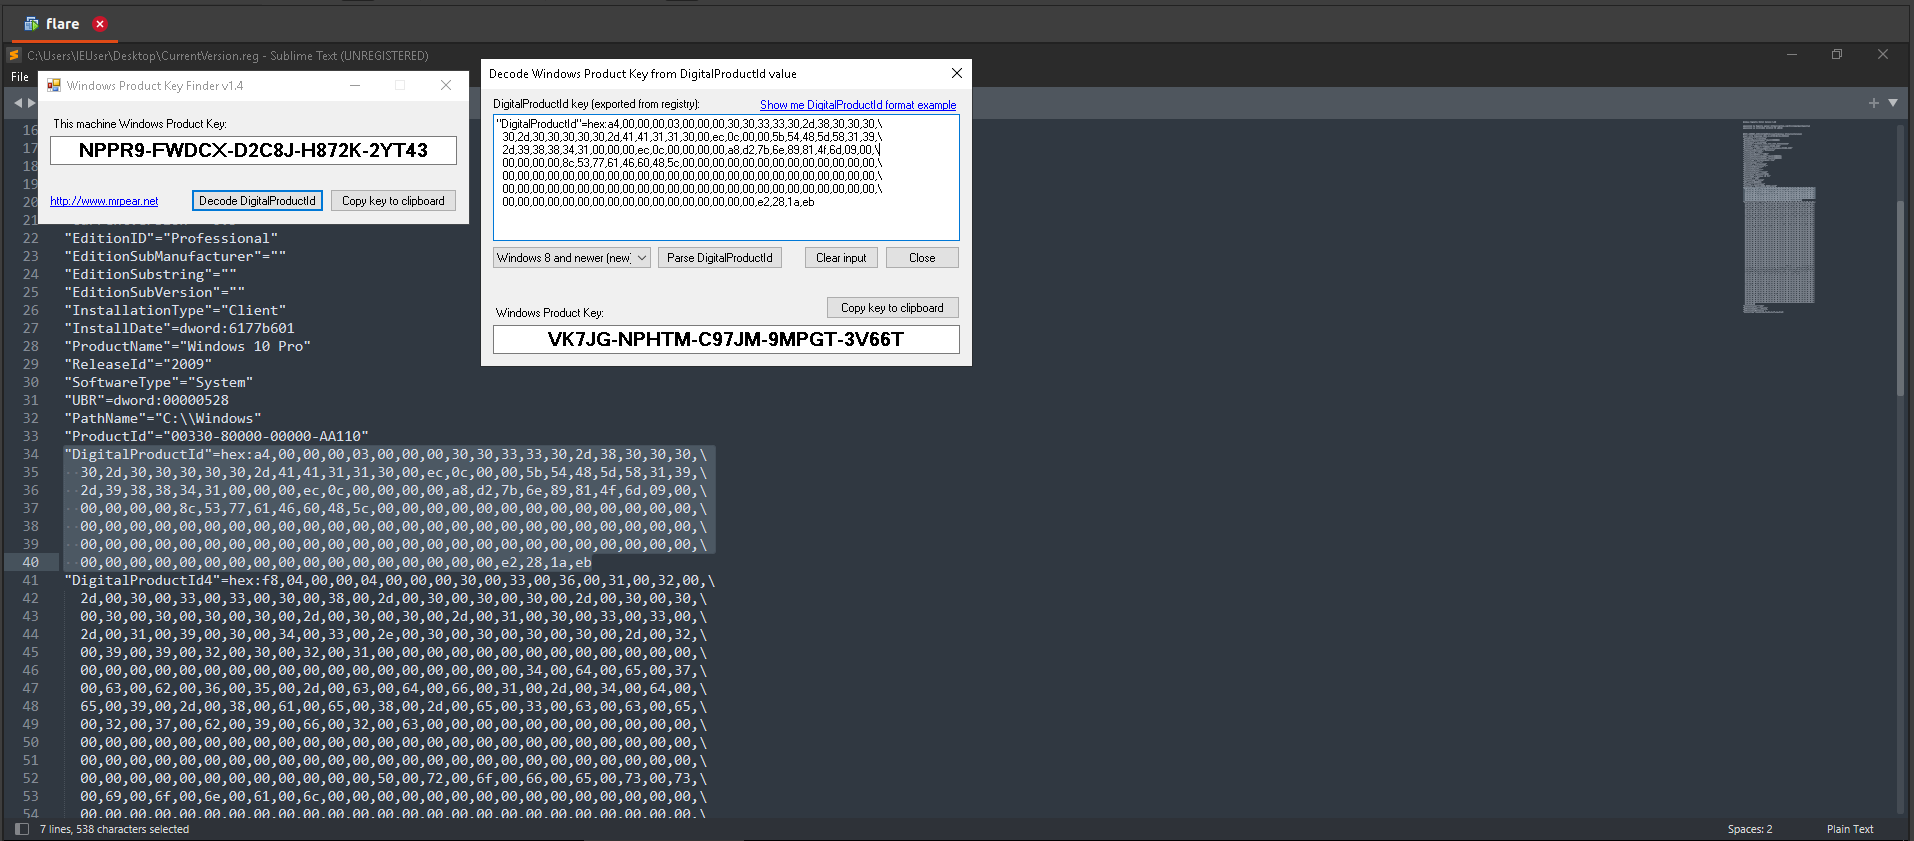 flare
C:\Users\IEUser\Desktop\CurrentVersion.reg - Sublime Text (UNREGISTERED)
File
Windows Product Key Finder v1.4
This machine Windows Product Key:
NPPR9-FWDCX-D2C8J-H872K-2YT43
http://www.mrpear.net
Decode DigitalProductId
Copy key to clipboard
Decode Windows Product Key from DigitalProductId value
DigitalProductId key (exported from registry):
Show me DigitalProductId format example
"DigitalProductId"=hex:a4,00,00,00,03,00,00,00,30,30,33,33,30,2d,38,30,30,30,\
30,2d,30,30,30,30,30,2d,41,41,31,31,30,00,ec,0c,00,00,5b,54,48,5d,58,31,39,\
2d,39,38,38,34,31,00,00,00,ec,0c,00,00,00,00,a8,d2,7b,6e,89,81,4f,6d,09,00,\
00,00,00,00,8c,53,77,61,46,60,48,5c,00,00,00,00,00,00,00,00,00,00,00,00,00,\
00,00,00,00,00,00,00,00,00,00,00,00,00,00,00,00,00,00,00,00,00,00,00,00,00,\
00,00,00,00,00,00,00,00,00,00,00,00,00,00,00,00,00,00,00,00,00,00,00,00,00,\
00,00,00,00,00,00,00,00,00,00,00,00,00,00,00,00,00,e2,28,1a,eb
Windows 8 and newer (new)
Parse DigitalProductId
Clear input
Close
Copy key to clipboard
Windows Product Key:
VK7JG-NPHTM-C97JM-9MPGT-3V66T
16
17
18
19
20
21
22 "EditionID"="Professional"
23 "EditionSubManufacturer"=""
24 "EditionSubstring"=""
25 "EditionSubVersion"=""
26 "InstallationType"="Client"
27 "InstallDate"=dword:6177b601
28 "ProductName"="Windows 10 Pro"
29 "ReleaseId"="2009"
30 "SoftwareType"="System"
31 "UBR"=dword:00000528
32 "PathName"="C:\\Windows"
33 "ProductId"="00330-80000-00000-AA110"
34 "DigitalProductId"=hex:a4,00,00,00,03,00,00,00,30,30,33,33,30,2d,38,30,30,30,\
35 30,2d,30,30,30,30,30,2d,41,41,31,31,30,00,ec,0c,00,00,5b,54,48,5d,58,31,39,\
36 2d,39,38,38,34,31,00,00,00,ec,0c,00,00,00,00,a8,d2,7b,6e,89,81,4f,6d,09,00,\
37 00,00,00,00,8c,53,77,61,46,60,48,5c,00,00,00,00,00,00,00,00,00,00,00,00,00,\
38 00,00,00,00,00,00,00,00,00,00,00,00,00,00,00,00,00,00,00,00,00,00,00,00,00,\
39 00,00,00,00,00,00,00,00,00,00,00,00,00,00,00,00,00,00,00,00,00,00,00,00,00,\
40 00,00,00,00,00,00,00,00,00,00,00,00,00,00,00,00,00,e2,28,1a,eb
41 "DigitalProductId4"=hex:f8,04,00,00,04,00,00,00,30,00,33,00,36,00,31,00,32,00,\
42 2d,00,30,00,33,00,33,00,30,00,38,00,2d,00,30,00,30,00,30,00,2d,00,30,00,30,\
43 00,30,00,30,00,30,00,30,00,2d,00,30,00,30,00,2d,00,31,00,30,00,33,00,33,00,\
44 2d,00,31,00,39,00,30,00,34,00,33,00,2e,00,30,00,30,00,30,00,30,00,2d,00,32,\
45 00,39,00,39,00,32,00,30,00,32,00,31,00,00,00,00,00,00,00,00,00,00,00,00,00,\
46 00,00,00,00,00,00,00,00,00,00,00,00,00,00,00,00,00,00,34,00,64,00,65,00,37,\
47 00,63,00,62,00,36,00,35,00,2d,00,63,00,64,00,66,00,31,00,2d,00,34,00,64,00,\
48 65,00,39,00,2d,00,38,00,61,00,65,00,38,00,2d,00,65,00,33,00,63,00,63,00,65,\
49 00,32,00,37,00,62,00,39,00,66,00,32,00,63,00,00,00,00,00,00,00,00,00,00,00,\
50 00,00,00,00,00,00,00,00,00,00,00,00,00,00,00,00,00,00,00,00,00,00,00,00,00,\
51 00,00,00,00,00,00,00,00,00,00,00,00,00,00,00,00,00,00,00,00,00,00,00,00,00,\
52 00,00,00,00,00,00,00,00,00,00,00,00,50,00,72,00,6f,00,66,00,65,00,73,00,73,\
53 00,69,00,6f,00,6e,00,61,00,6c,00,00,00,00,00,00,00,00,00,00,00,00,00,00,00,\
54
7 lines, 538 characters selected
Spaces: 2
Plain Text